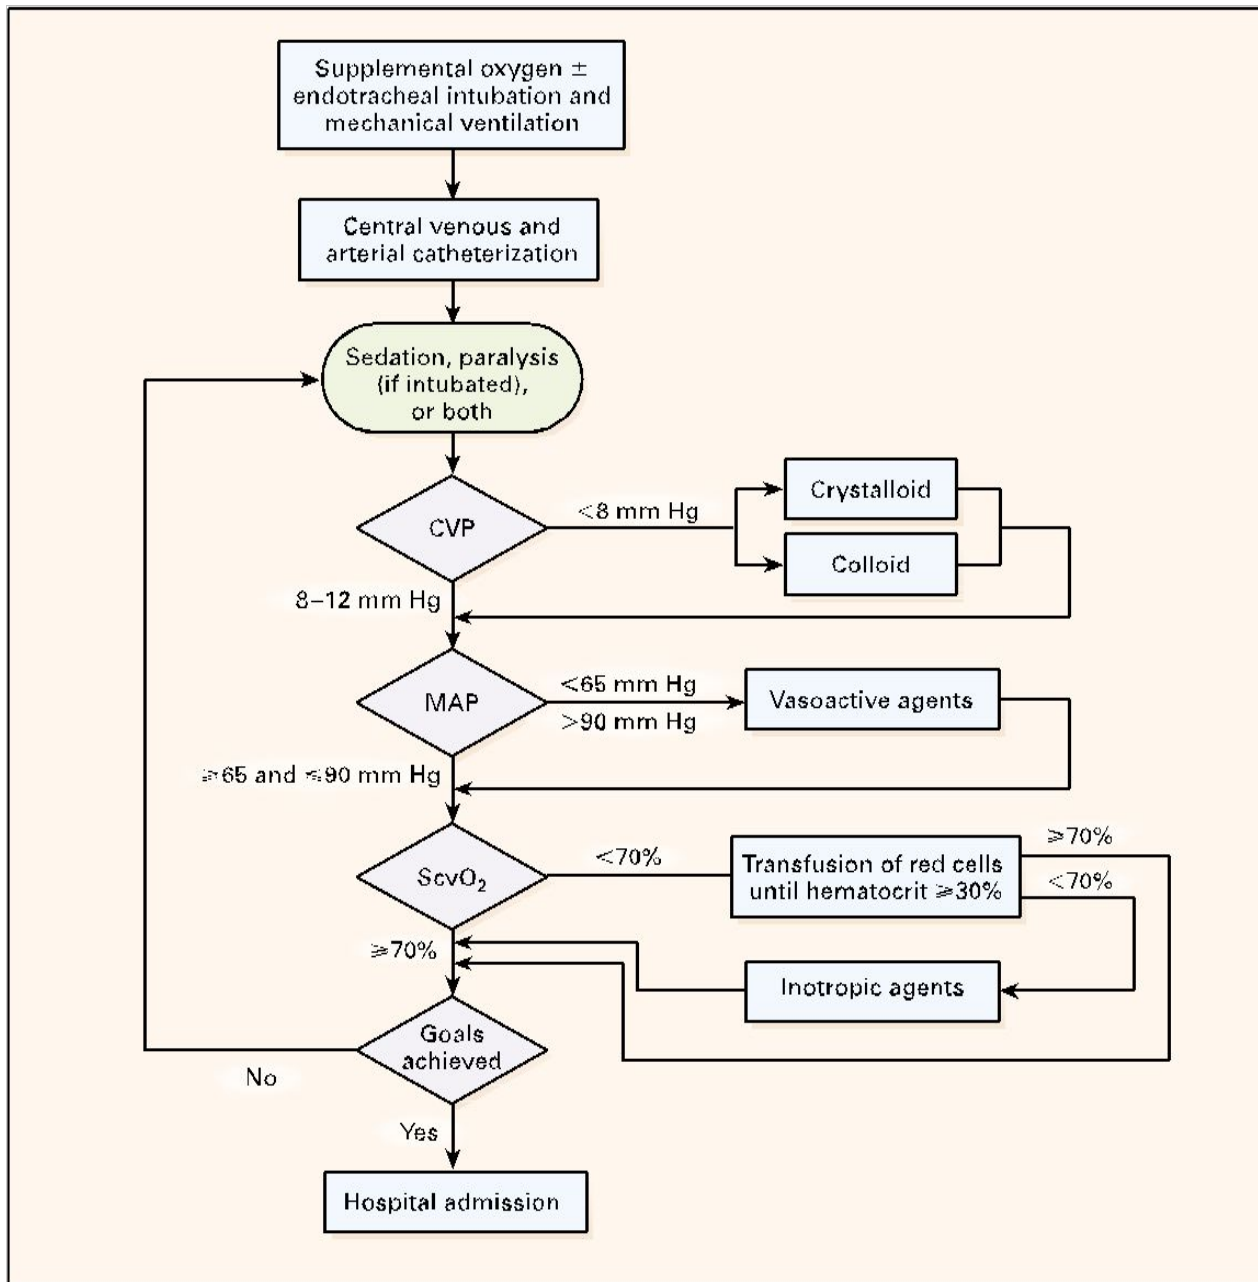 Supplemental oxygen ±
endotracheal intubation and
mechanical ventilation
Central venous and
arterial catheterization
Sedation, paralysis
(if intubated),
or both
CVP
<8 mm Hg
Crystalloid
Colloid
8–12 mm Hg
MAP
<65 mm Hg
>90 mm Hg
Vasoactive agents
≥65 and ≤90 mm Hg
ScvO₂
<70%
Transfusion of red cells
until hematocrit ≥30%
≥70%
<70%
≥70%
Inotropic agents
Goals
achieved
No
Yes
Hospital admission